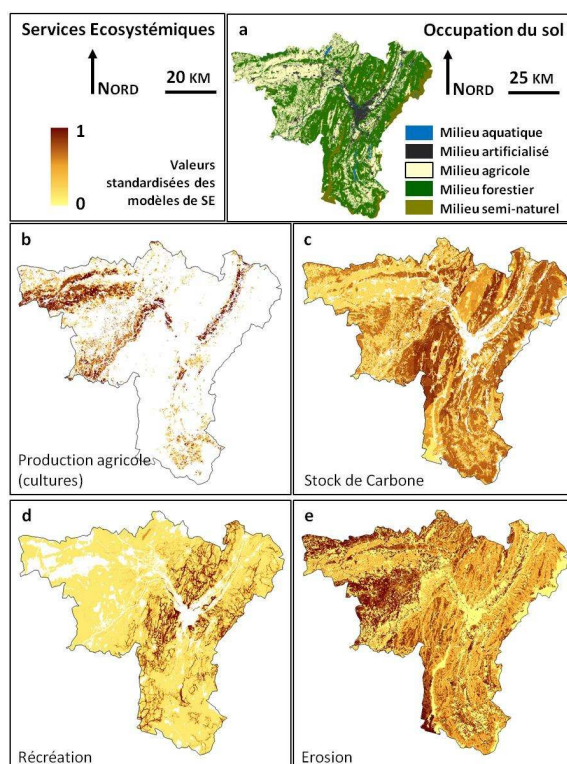 Services Ecosystémiques
NORD
20 KM
1
0
Valeurs
standardisées des
modèles de SE
a
Occupation du sol
NORD
25 KM
Milieu aquatique
Milieu artificialisé
Milieu agricole
Milieu forestier
Milieu semi-naturel
b
Production agricole
(cultures)
c
Stock de Carbone
d
Récréation
e
Erosion